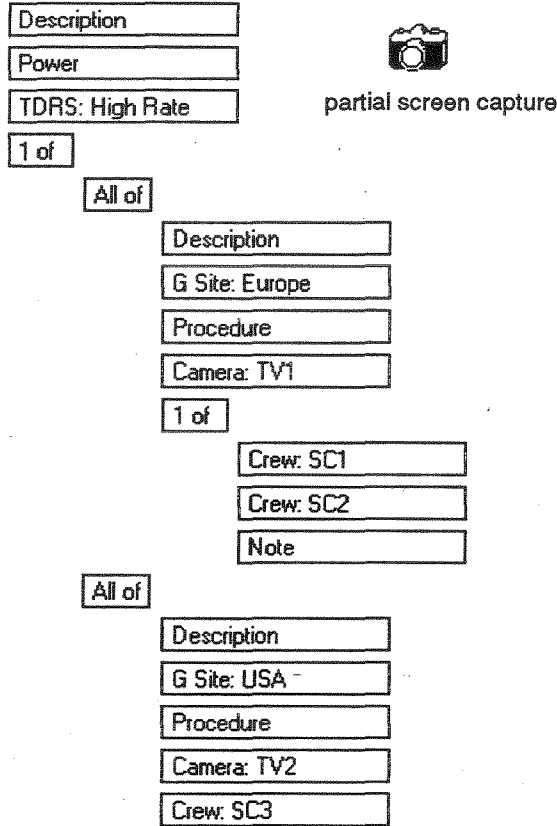 Description
Power
TDRS: High Rate
partial screen capture
1 of
All of
Description
G Site: Europe
Procedure
Camera: TV1
1 of
Crew: SC1
Crew: SC2
Note
All of
Description
G Site: USA
Procedure
Camera: TV2
Crew: SC3